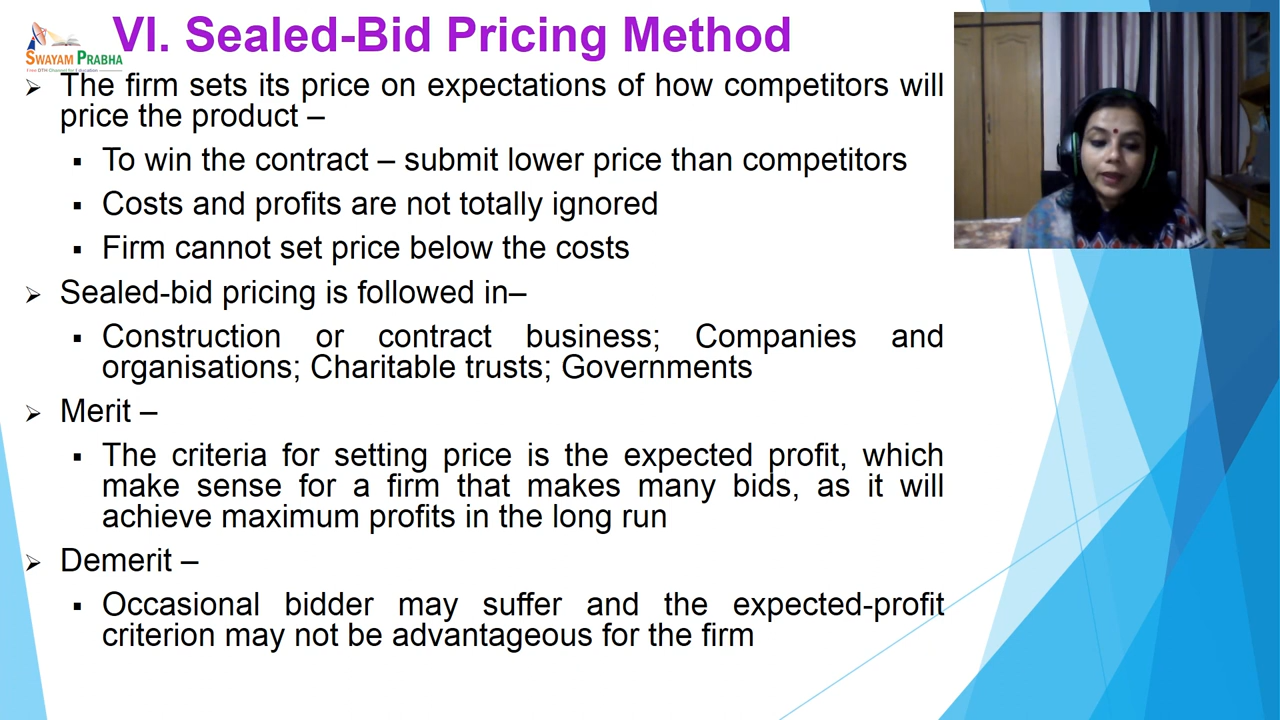 VI. Sealed-Bid Pricing Method
SWAYAM PRABHA
Free DTH Channel for Education
➢ The firm sets its price on expectations of how competitors will
price the product –
▪ To win the contract – submit lower price than competitors
▪ Costs and profits are not totally ignored
▪ Firm cannot set price below the costs
➢ Sealed-bid pricing is followed in–
▪ Construction or contract business; Companies and
organisations; Charitable trusts; Governments
➢ Merit –
▪ The criteria for setting price is the expected profit, which
make sense for a firm that makes many bids, as it will
achieve maximum profits in the long run
➢ Demerit –
▪ Occasional bidder may suffer and the expected-profit
criterion may not be advantageous for the firm